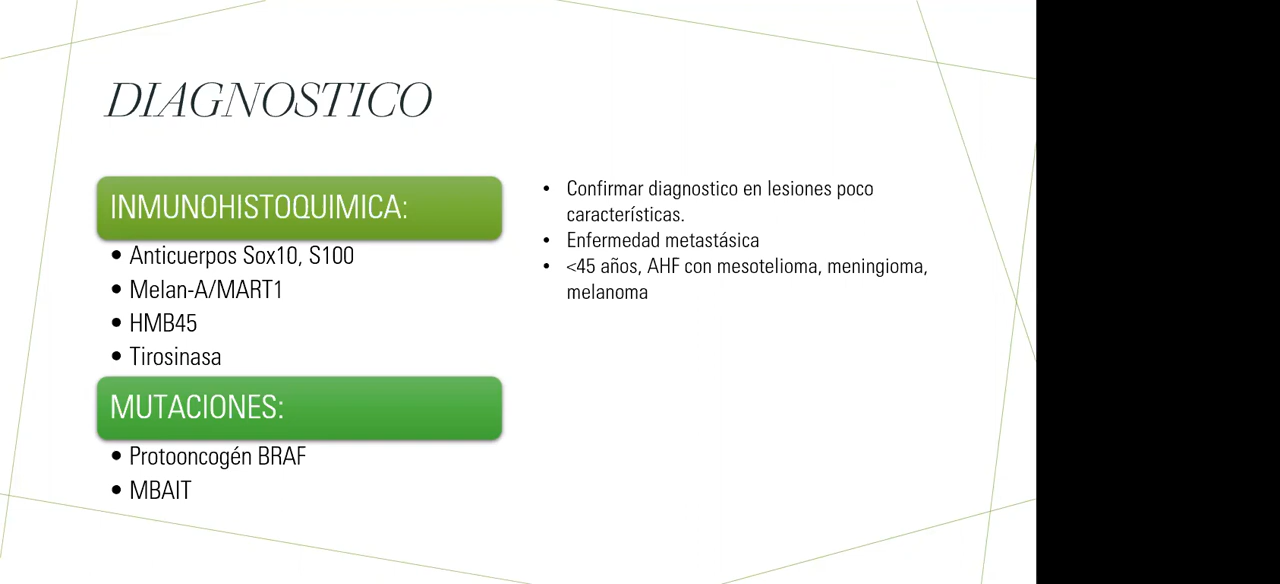 DIAGNOSTICO
INMUNOHISTOQUIMICA:
• Anticuerpos Sox10, S100
• Melan-A/MART1
• HMB45
• Tirosinasa
MUTACIONES:
• Protooncogén BRAF
• MBAIT
• Confirmar diagnostico en lesiones poco
características.
• Enfermedad metastásica
• <45 años, AHF con mesotelioma, meningioma,
melanoma